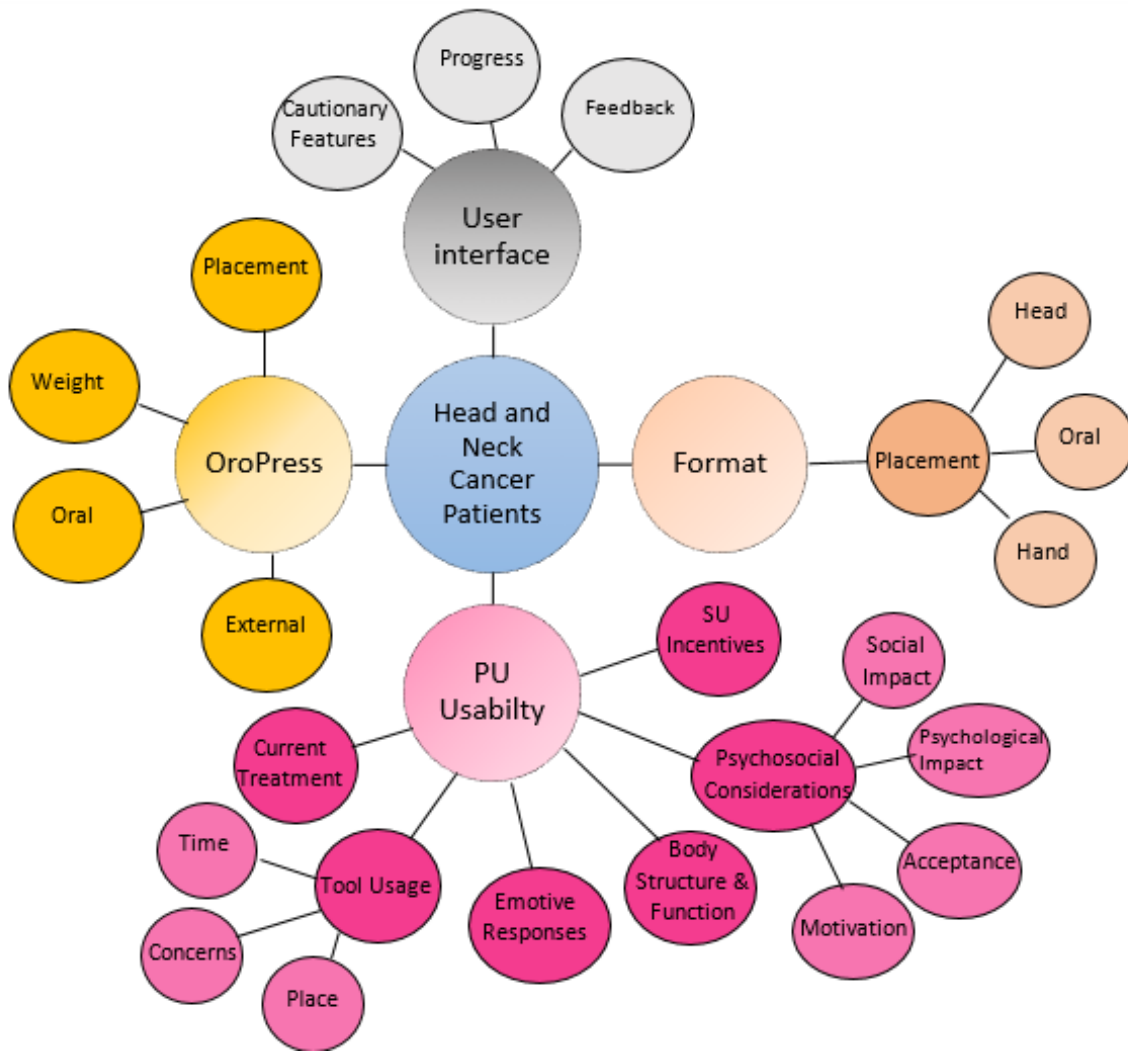 Progress
Cautionary
Features
Feedback
User
interface
Placement
Weight
Oral
External
OroPress
Head and
Neck
Cancer
Patients
Format
Placement
Head
Oral
Hand
PU
Usabilty
SU
Incentives
Current
Treatment
Psychosocial
Considerations
Social
Impact
Psychological
Impact
Acceptance
Motivation
Body
Structure &
Function
Emotive
Responses
Tool Usage
Time
Concerns
Place